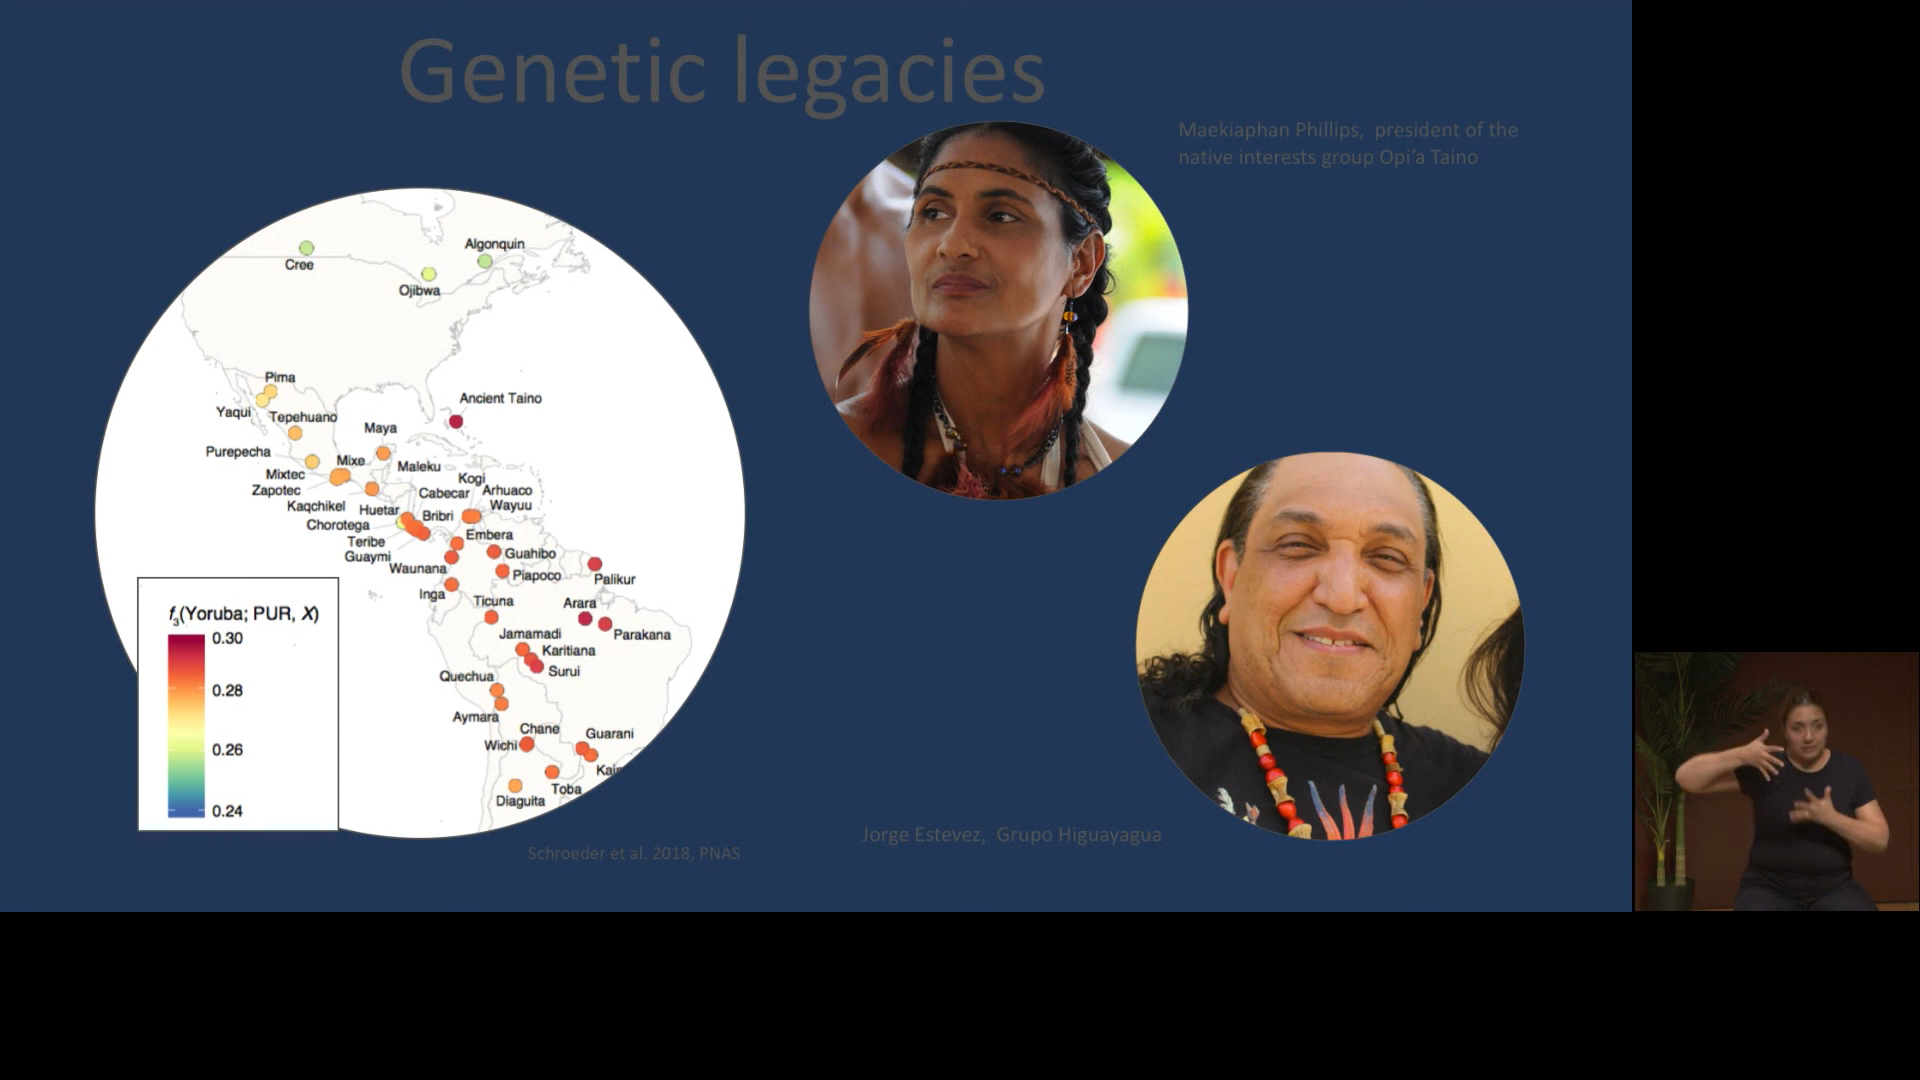 Genetic legacies
Maekiaphan Phillips, president of the
native interests group Opi'a Taino
Cree
Algonquin
Ojibwa
Pima
Yaqui
Tepehuano
Ancient Taino
Maya
Purepecha
Mixe
Mixtec
Maleku
Zapotec
Kogi
Cabecar
Arhuaco
Kaqchikel
Huetar
Wayuu
Chorotega
Bribri
Teribe
Embera
Guaymi
Guahibo
Waunana
Piapoco
Palikur
Inga
Ticuna
Arara
Jamamadi
Parakana
Karitiana
Surui
Quechua
Aymara
Chane
Guarani
Wichi
Toba
Diaguita
f3(Yoruba; PUR, X)
0.30
0.28
0.26
0.24
Jorge Estevez, Grupo Higuayagua
Schroeder et al. 2018, PNAS